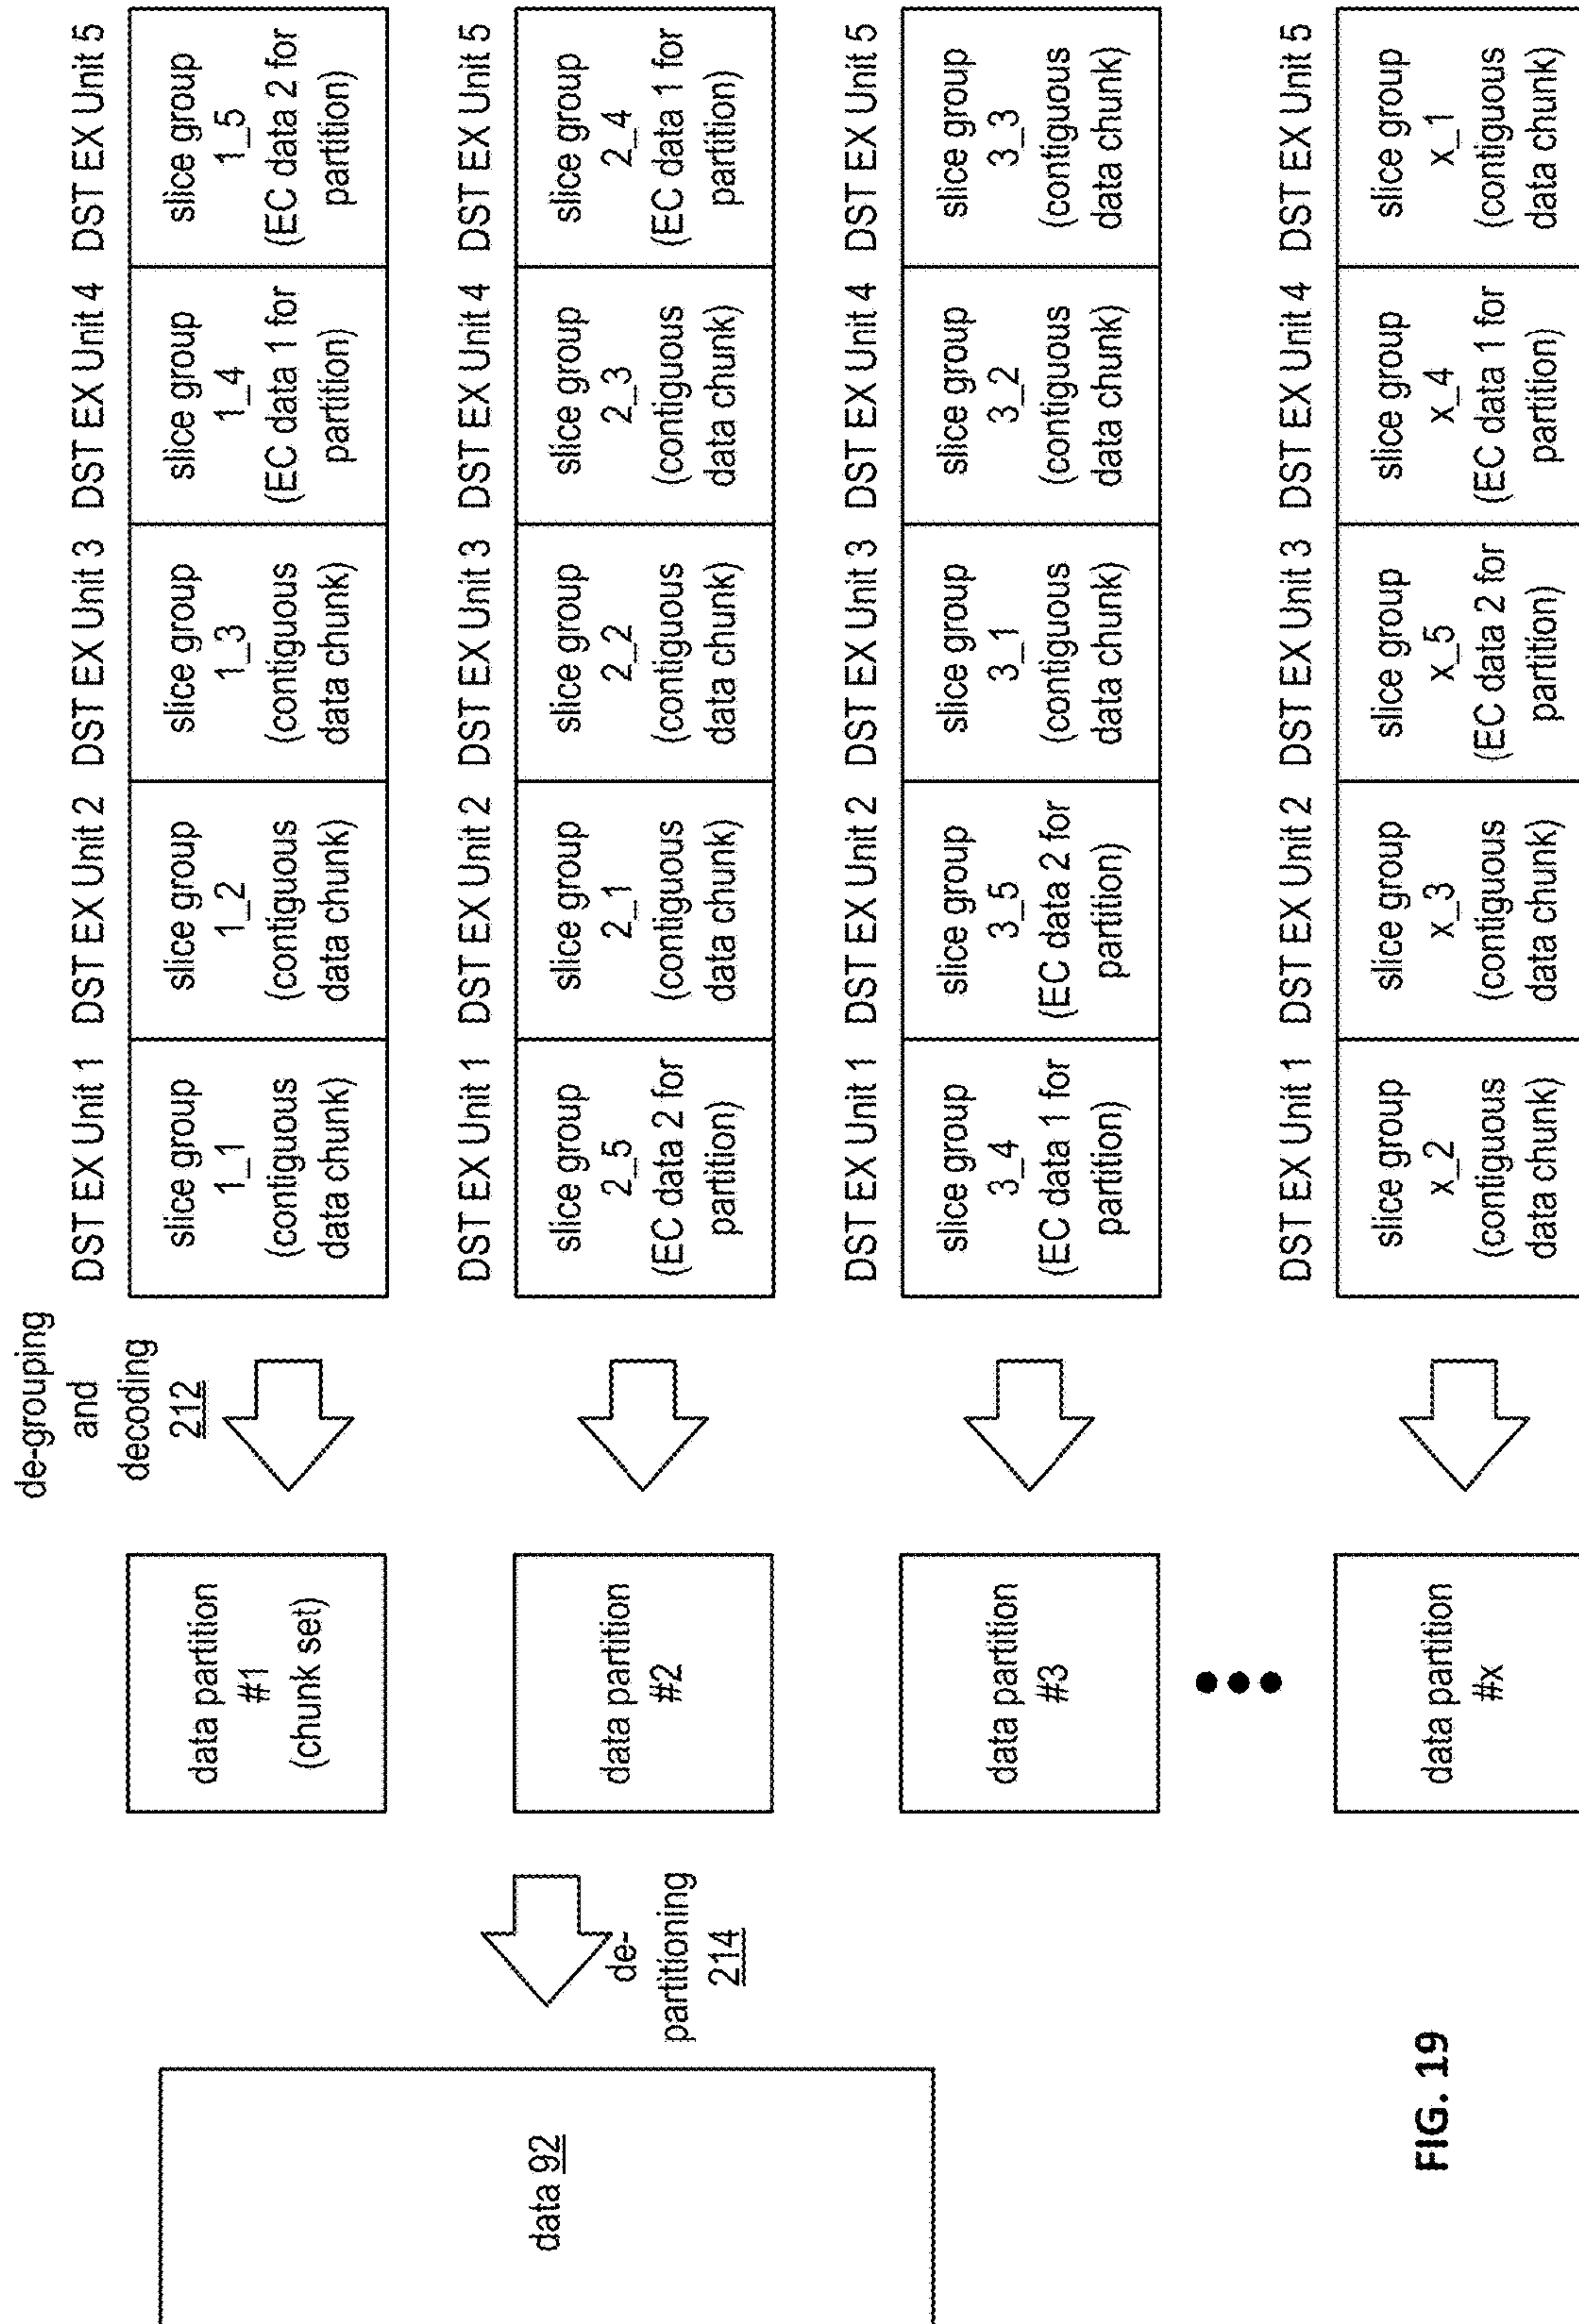 de-grouping
and
decoding
212
DST EX Unit 1 DST EX Unit 2 DST EX Unit 3 DST EX Unit 4 DST EX Unit 5
data 92
de-
partitioning
214
data partition
#1
(chunk set)
slice group
1_1
(contiguous
data chunk)
slice group
1_2
(contiguous
data chunk)
slice group
1_3
(contiguous
data chunk)
slice group
1_4
(EC data 1 for
partition)
slice group
1_5
(EC data 2 for
partition)
DST EX Unit 1 DST EX Unit 2 DST EX Unit 3 DST EX Unit 4 DST EX Unit 5
data partition
#2
slice group
2_5
(EC data 2 for
partition)
slice group
2_1
(contiguous
data chunk)
slice group
2_2
(contiguous
data chunk)
slice group
2_3
(contiguous
data chunk)
slice group
2_4
(EC data 1 for
partition)
DST EX Unit 1 DST EX Unit 2 DST EX Unit 3 DST EX Unit 4 DST EX Unit 5
data partition
#3
slice group
3_4
(EC data 1 for
partition)
slice group
3_5
(EC data 2 for
partition)
slice group
3_1
(contiguous
data chunk)
slice group
3_2
(contiguous
data chunk)
slice group
3_3
(contiguous
data chunk)
DST EX Unit 1 DST EX Unit 2 DST EX Unit 3 DST EX Unit 4 DST EX Unit 5
data partition
#x
slice group
x_2
(contiguous
data chunk)
slice group
x_3
(contiguous
data chunk)
slice group
x_5
(EC data 2 for
partition)
slice group
x_4
(EC data 1 for
partition)
slice group
x_1
(contiguous
data chunk)
FIG. 19